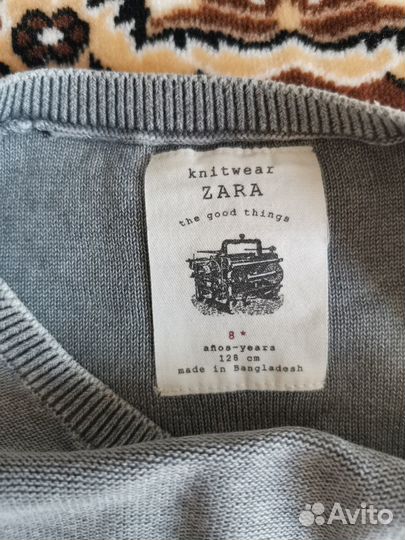 knitwear
ZARA
the good things
8*
años-years
128 cm
made in Bangladesh
Avito